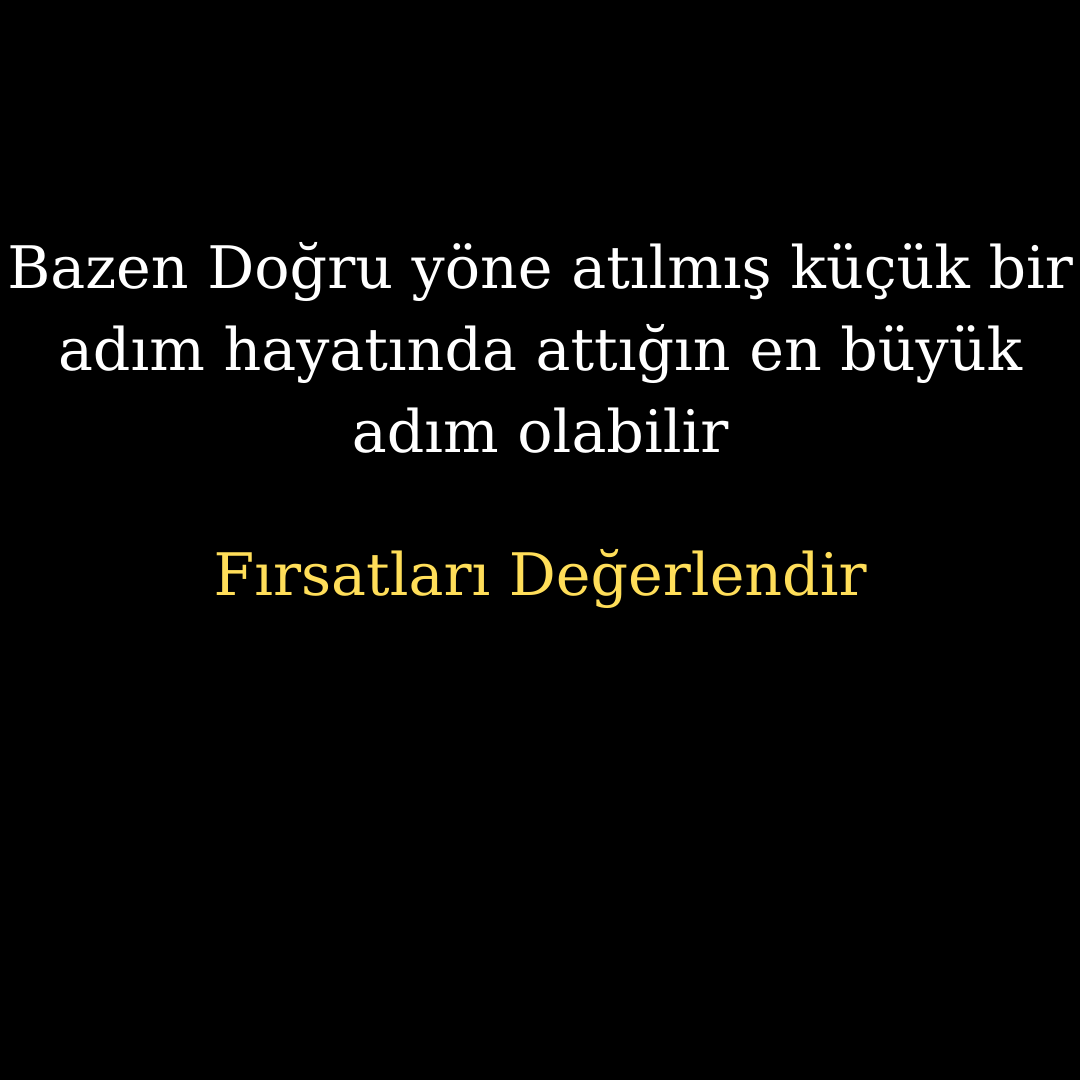 Bazen Doğru yöne atılmış küçük bir
adım hayatında attığın en büyük
adım olabilir
Fırsatları Değerlendir